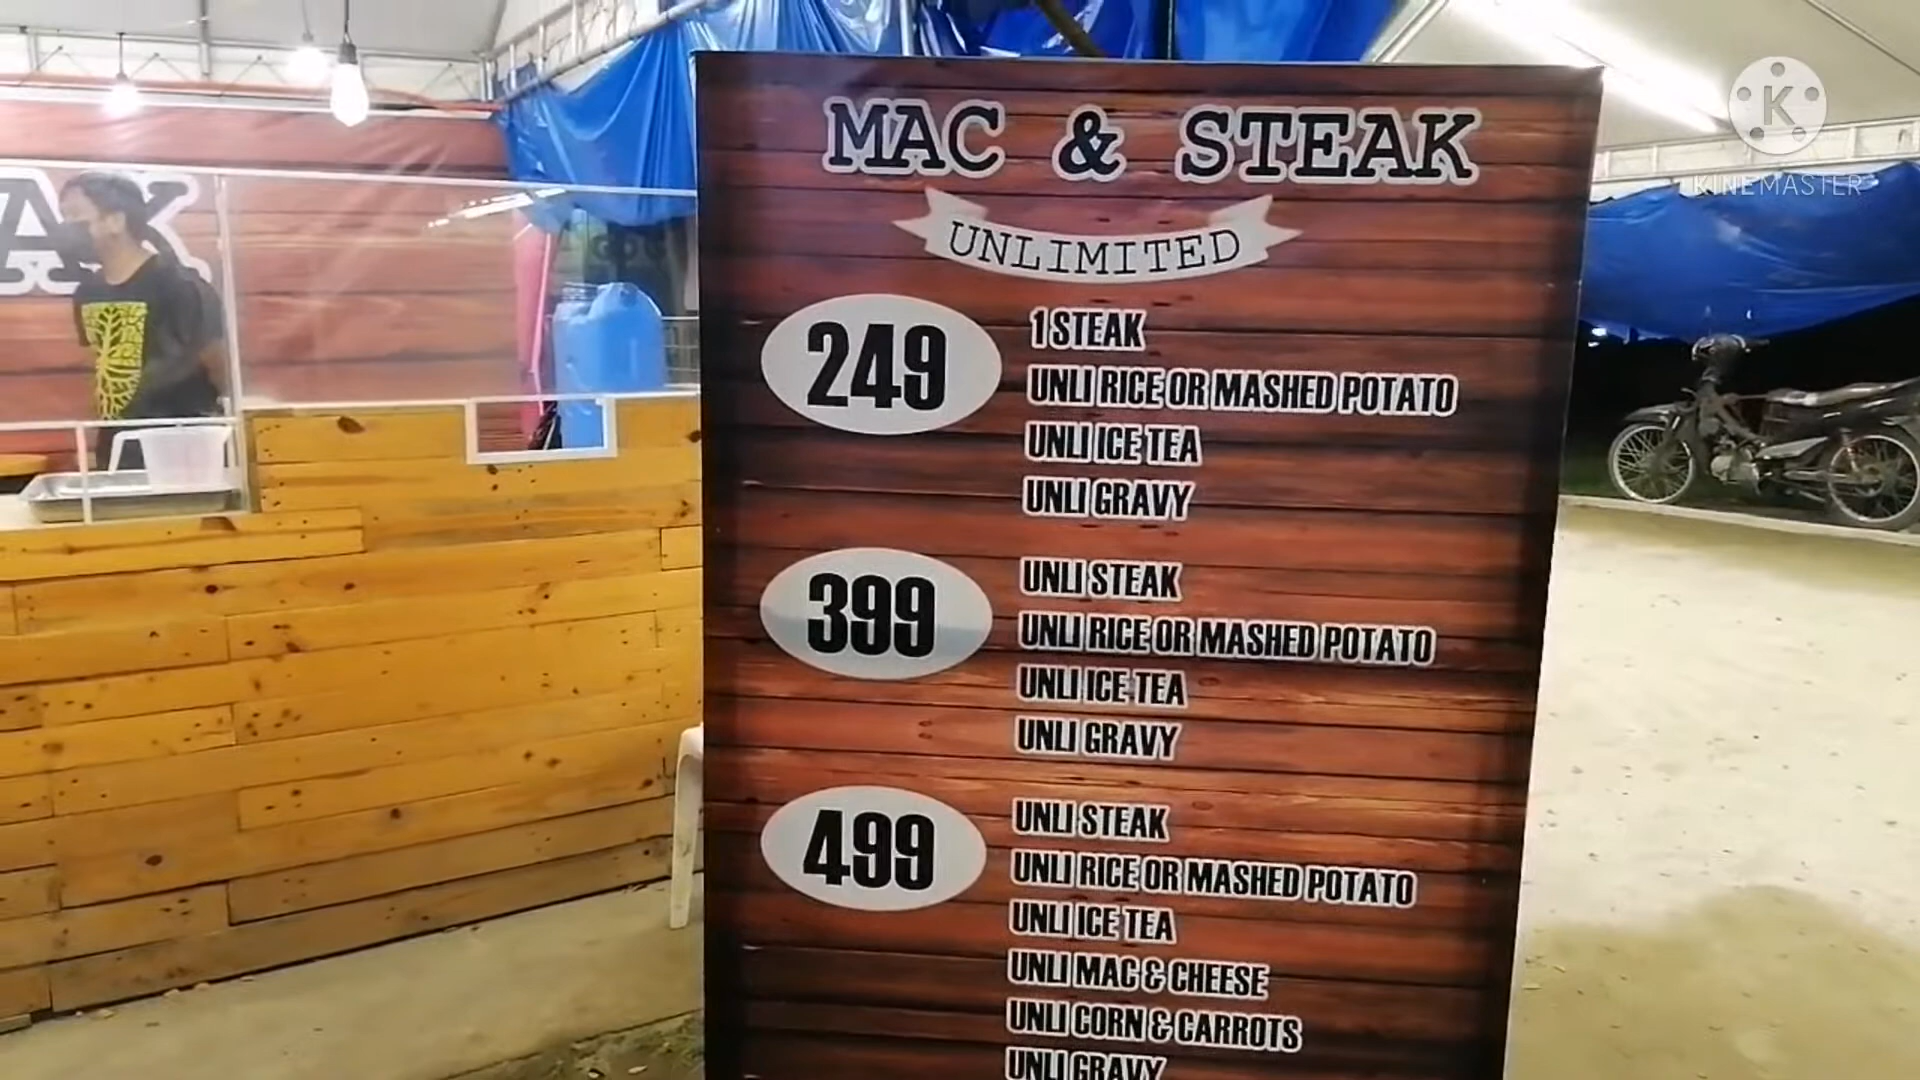 MAC & STEAK
UNLIMITED
249
1 STEAK
UNLI RICE OR MASHED POTATO
UNLI ICE TEA
UNLI GRAVY
399
UNLI STEAK
UNLI RICE OR MASHED POTATO
UNLI ICE TEA
UNLI GRAVY
499
UNLI STEAK
UNLI RICE OR MASHED POTATO
UNLI ICE TEA
UNLI MAC & CHEESE
UNLI CORN & CARROTS
UNLI GRAVY
K
KINEMASTER
AK